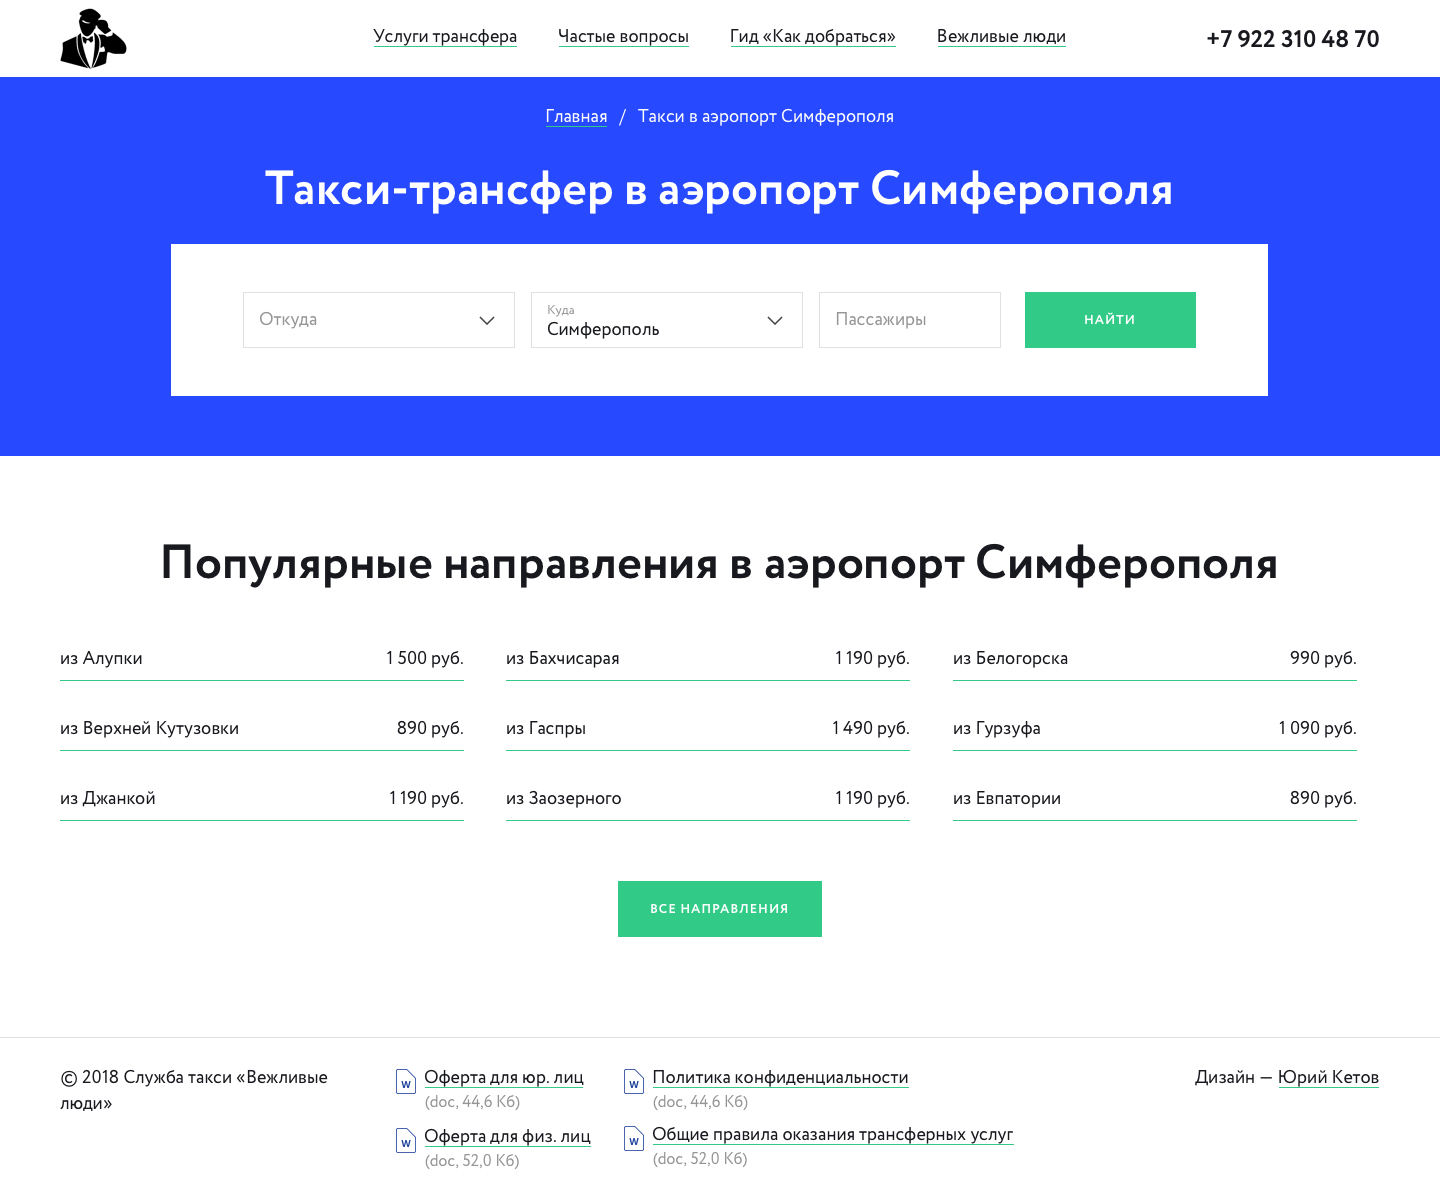 Услуги трансфера
Частые вопросы
Гид «Как добраться»
Вежливые люди
+7 922 310 48 70
Главная / Такси в аэропорт Симферополя
Такси-трансфер в аэропорт Симферополя
Откуда
Куда
Симферополь
Пассажиры
НАЙТИ
Популярные направления в аэропорт Симферополя
из Алупки 1 500 руб.
из Бахчисарая 1 190 руб.
из Белогорска 990 руб.
из Верхней Кутузовки 890 руб.
из Гаспры 1 490 руб.
из Гурзуфа 1 090 руб.
из Джанкой 1 190 руб.
из Заозерного 1 190 руб.
из Евпатории 890 руб.
ВСЕ НАПРАВЛЕНИЯ
© 2018 Служба такси «Вежливые
люди»
W Оферта для юр. лиц
(doc, 44,6 Кб)
W Оферта для физ. лиц
(doc, 52,0 Кб)
W Политика конфиденциальности
(doc, 44,6 Кб)
W Общие правила оказания трансферных услуг
(doc, 52,0 Кб)
Дизайн — Юрий Кетов